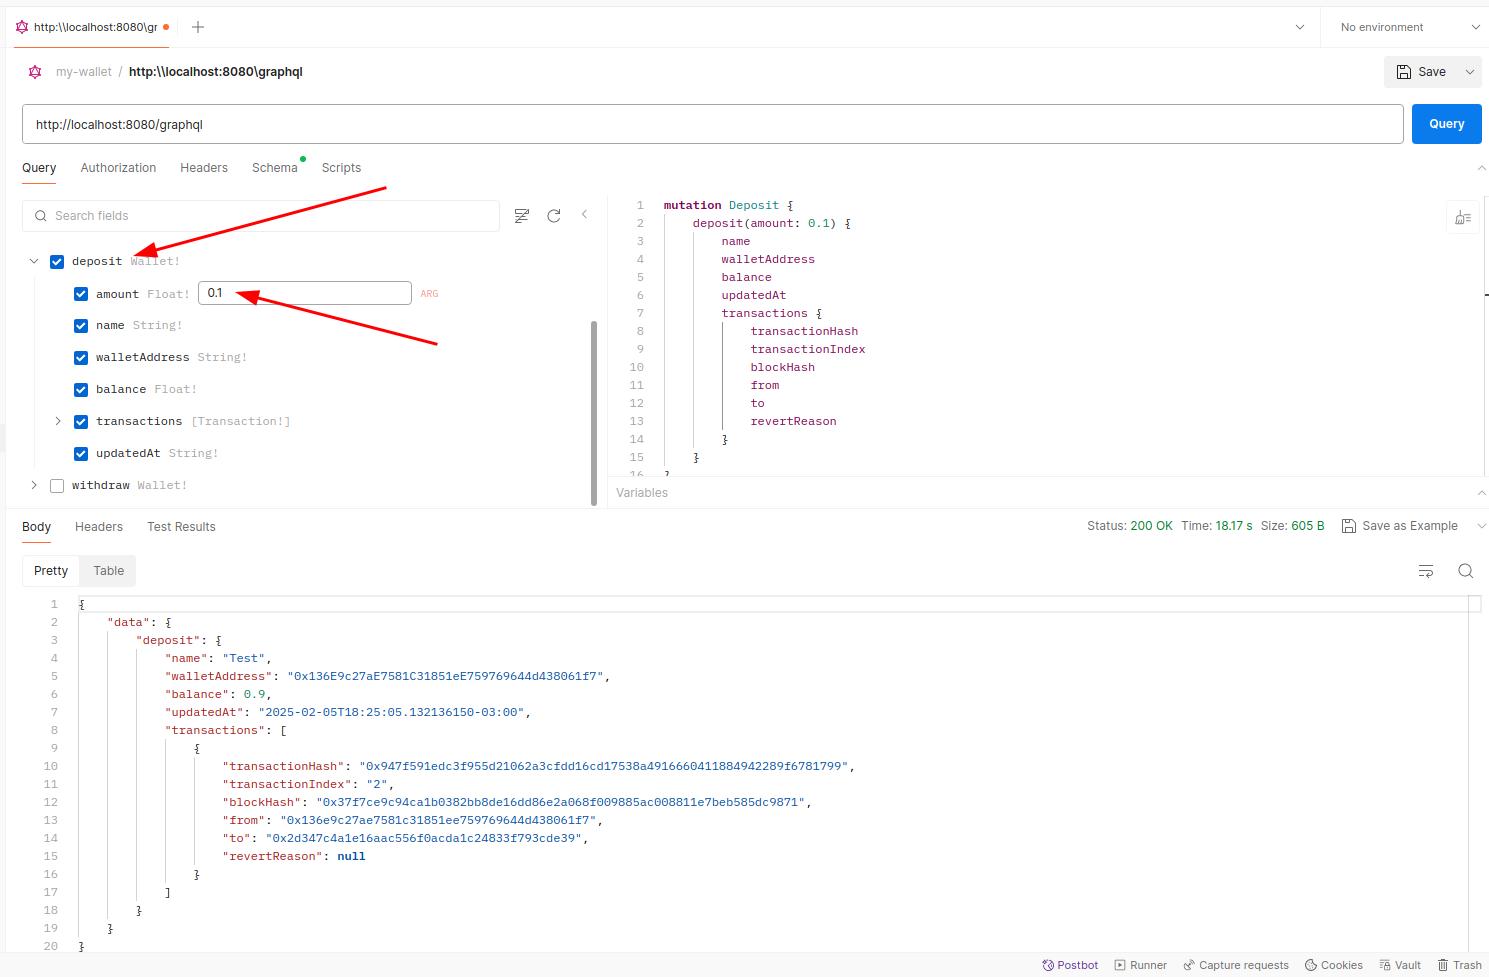 http:\\localhost:8080\gr
No environment
my-wallet / http:\\localhost:8080\graphql
Save
http://localhost:8080/graphql
Query
Query Authorization Headers Schema Scripts
Search fields
deposit Wallet!
amount Float! 0.1 ARG
name String!
walletAddress String!
balance Float!
transactions [Transaction!]
updatedAt String!
withdraw Wallet!
1 mutation Deposit {
2 deposit(amount: 0.1) {
3 name
4 walletAddress
5 balance
6 updatedAt
7 transactions {
8 transactionHash
9 transactionIndex
10 blockHash
11 from
12 to
13 revertReason
14 }
15 }
16 }
Variables
Body Headers Test Results
Status: 200 OK Time: 18.17 s Size: 605 B Save as Example
Pretty Table
1 {
2 "data": {
3 "deposit": {
4 "name": "Test",
5 "walletAddress": "0x136E9c27aE7581C31851eE759769644d438061f7",
6 "balance": 0.9,
7 "updatedAt": "2025-02-05T18:25:05.132136150-03:00",
8 "transactions": [
9 {
10 "transactionHash": "0x947f591edc3f955d21062a3cfdd16cd17538a4916660411884942289f6781799",
11 "transactionIndex": "2",
12 "blockHash": "0x37f7ce9c94ca1b0382bb8de16dd86e2a068f009885ac008811e7beb585dc9871",
13 "from": "0x136e9c27ae7581c31851ee759769644d438061f7",
14 "to": "0x2d347c4a1e16aac556f0acda1c24833f793cde39",
15 "revertReason": null
16 }
17 ]
18 }
19 }
20 }
Postbot Runner Capture requests Cookies Vault Trash